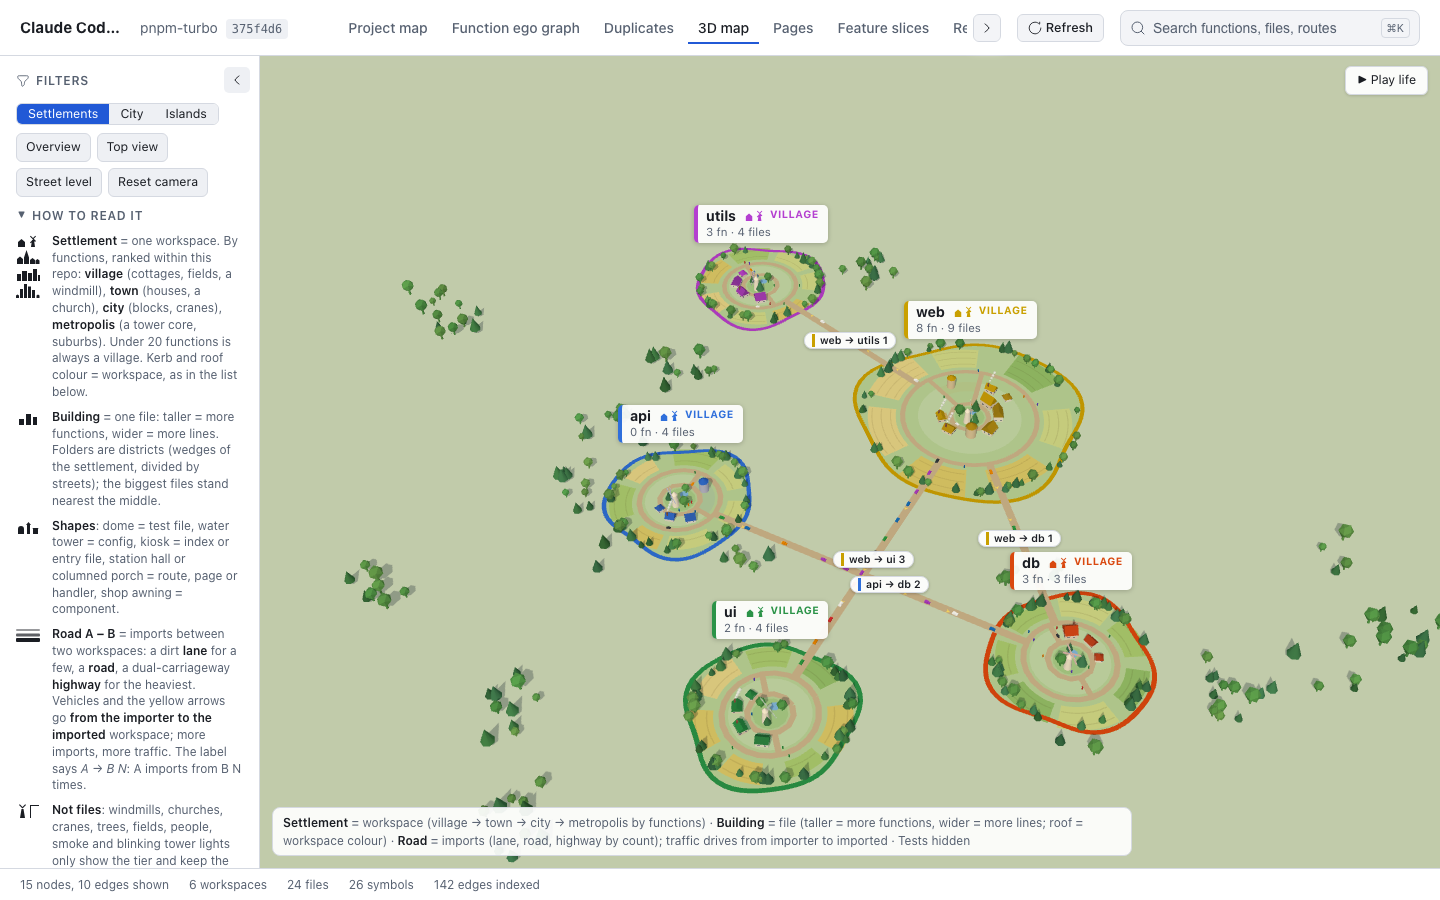 Claude Cod...
pnpm-turbo
375f4d6
Project map
Function ego graph
Duplicates
3D map
Pages
Feature slices
Re
Refresh
Search functions, files, routes
⌘K
FILTERS
Settlements
City
Islands
Overview
Top view
Street level
Reset camera
HOW TO READ IT
Settlement = one workspace. By
functions, ranked within this
repo: village (cottages, fields, a
windmill), town (houses, a
church), city (blocks, cranes),
metropolis (a tower core,
suburbs). Under 20 functions is
always a village. Kerb and roof
colour = workspace, as in the list
below.
Building = one file: taller = more
functions, wider = more lines.
Folders are districts (wedges of
the settlement, divided by
streets); the biggest files stand
nearest the middle.
Shapes: dome = test file, water
tower = config, kiosk = index or
entry file, station hall or
columned porch = route, page or
handler, shop awning =
component.
Road A – B = imports between
two workspaces: a dirt lane for a
few, a road, a dual-carriageway
highway for the heaviest.
Vehicles and the yellow arrows
go from the importer to the
imported workspace; more
imports, more traffic. The label
says A → B N: A imports from B N
times.
Not files: windmills, churches,
cranes, trees, fields, people,
smoke and blinking tower lights
only show the tier and keep the
Play life
utils VILLAGE
3 fn · 4 files
web VILLAGE
8 fn · 9 files
web → utils 1
api VILLAGE
0 fn · 4 files
web → db 1
web → ui 3
db VILLAGE
3 fn · 3 files
api → db 2
ui VILLAGE
2 fn · 4 files
Settlement = workspace (village → town → city → metropolis by functions) · Building = file (taller = more functions, wider = more lines; roof =
workspace colour) · Road = imports (lane, road, highway by count); traffic drives from importer to imported · Tests hidden
15 nodes, 10 edges shown
6 workspaces
24 files
26 symbols
142 edges indexed